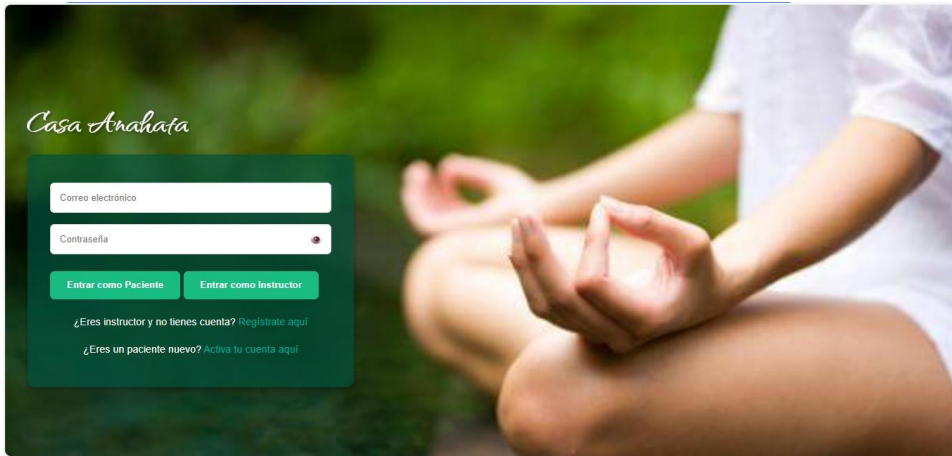 Casa Anahata
Correo electrónico
Contraseña
Entrar como Paciente Entrar como Instructor
¿Eres instructor y no tienes cuenta? Regístrate aquí
¿Eres un paciente nuevo? Activa tu cuenta aquí